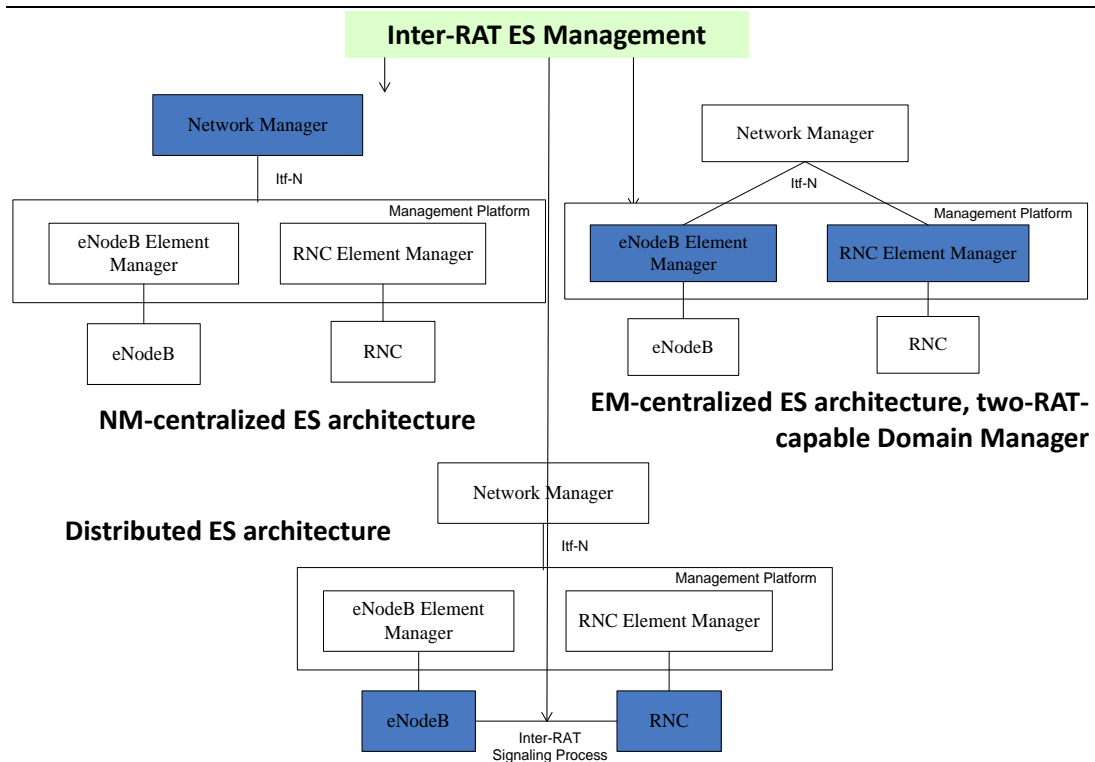 Inter-RAT ES Management
Network Manager
Itf-N
Management Platform
eNodeB Element
Manager
RNC Element Manager
eNodeB
RNC
NM-centralized ES architecture
Network Manager
Itf-N
Management Platform
eNodeB Element
Manager
RNC Element Manager
eNodeB
RNC
EM-centralized ES architecture, two-RAT-
capable Domain Manager
Distributed ES architecture
Network Manager
Itf-N
Management Platform
eNodeB Element
Manager
RNC Element Manager
eNodeB
RNC
Inter-RAT
Signaling Process